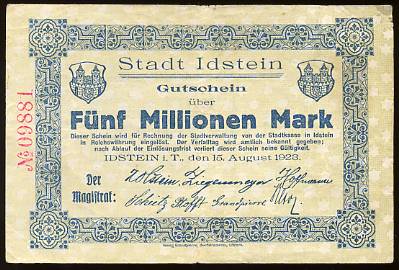 Stadt Idstein
Gutschein
über
Fünf Millionen Mark
Dieser Schein wird für Rechnung der Stadtverwaltung von der Stadtkasse in Idstein
in Reichswährung eingelöst. Der Verfalltag wird amtlich bekannt gegeben;
nach Ablauf der Einlösungsfrist verliert dieser Schein seine Gültigkeit.
IDSTEIN i. T., den 15. August 1923.
Der
Magistrat:
№ 09881